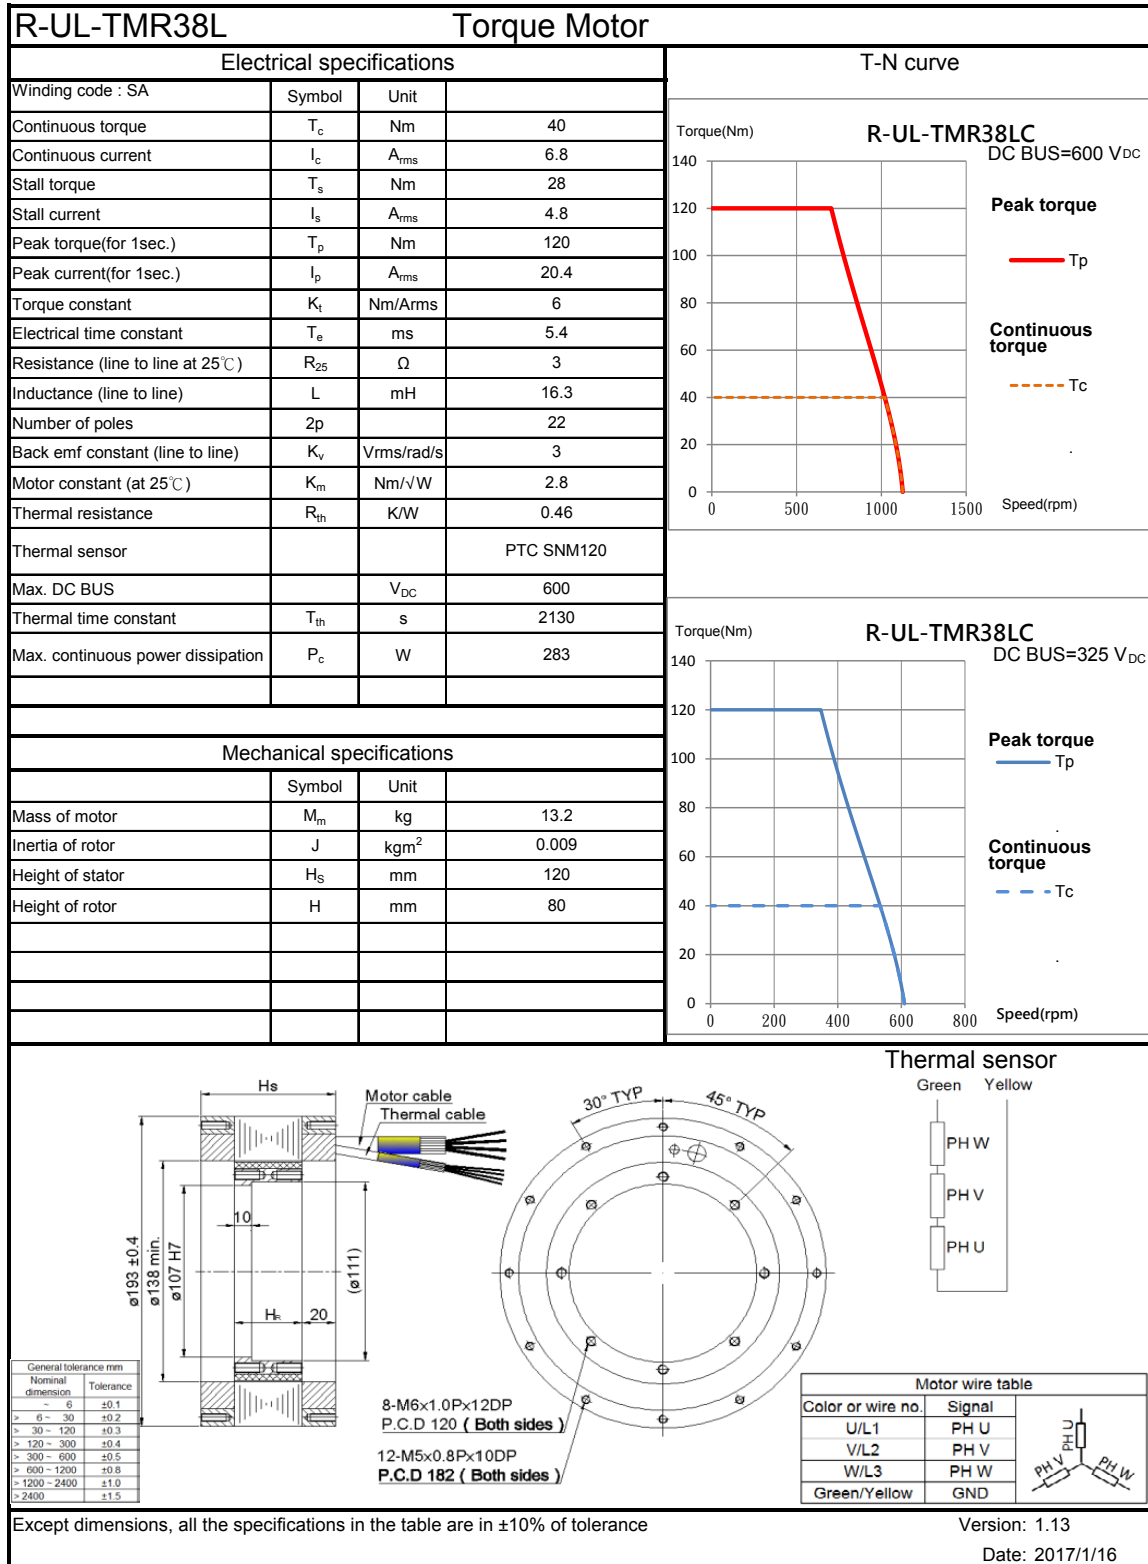 R-UL-TMR38L Torque Motor
Electrical specifications
Winding code : SA Symbol Unit
Continuous torque Tc Nm 40
Continuous current Ic Arms 6.8
Stall torque Ts Nm 28
Stall current Is Arms 4.8
Peak torque(for 1sec.) Tp Nm 120
Peak current(for 1sec.) Ip Arms 20.4
Torque constant Kt Nm/Arms 6
Electrical time constant Te ms 5.4
Resistance (line to line at 25℃) R25 Ω 3
Inductance (line to line) L mH 16.3
Number of poles 2p 22
Back emf constant (line to line) Kv Vrms/rad/s 3
Motor constant (at 25℃) Km Nm/√W 2.8
Thermal resistance Rth K/W 0.46
Thermal sensor PTC SNM120
Max. DC BUS VDC 600
Thermal time constant Tth s 2130
Max. continuous power dissipation Pc W 283
Mechanical specifications
Symbol Unit
Mass of motor Mm kg 13.2
Inertia of rotor J kgm² 0.009
Height of stator HS mm 120
Height of rotor H mm 80
T-N curve
Torque(Nm) R-UL-TMR38LC
DC BUS=600 VDC
140
120
100
80
60
40
20
0
0 500 1000 1500 Speed(rpm)
Peak torque
Tp
Continuous
torque
Tc
.
Torque(Nm) R-UL-TMR38LC
DC BUS=325 VDC
140
120
100
80
60
40
20
0
0 200 400 600 800 Speed(rpm)
Peak torque
Tp
.
Continuous
torque
Tc
.
Hs
Motor cable
Thermal cable
10
ø193 ±0.4
ø138 min.
ø107 H7
(ø111)
HR 20
30° TYP 45° TYP
8-M6x1.0Px12DP
P.C.D 120 ( Both sides )
12-M5x0.8Px10DP
P.C.D 182 ( Both sides )
Thermal sensor
Green Yellow
PH W
PH V
PH U
General tolerance mm
Nominal dimension Tolerance
~ 6 ±0.1
> 6 ~ 30 ±0.2
> 30 ~ 120 ±0.3
> 120 ~ 300 ±0.4
> 300 ~ 600 ±0.5
> 600 ~ 1200 ±0.8
> 1200 ~ 2400 ±1.0
> 2400 ±1.5
Motor wire table
Color or wire no. Signal
U/L1 PH U
V/L2 PH V
W/L3 PH W
Green/Yellow GND
PH U
PH V
PH W
Except dimensions, all the specifications in the table are in ±10% of tolerance
Version: 1.13
Date: 2017/1/16